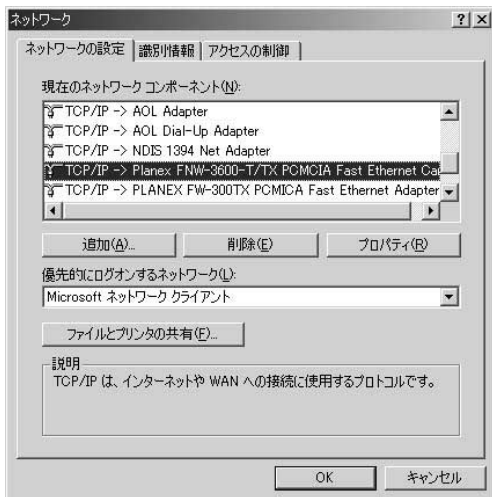 ネットワーク
ネットワークの設定 識別情報 アクセスの制御
現在のネットワーク コンポーネント(N):
TCP/IP -> AOL Adapter
TCP/IP -> AOL Dial-Up Adapter
TCP/IP -> NDIS 1394 Net Adapter
TCP/IP -> Planex FNW-3600-T/TX PCMCIA Fast Ethernet Car
TCP/IP -> PLANEX FW-300TX PCMICA Fast Ethernet Adapter
追加(A)... 削除(E) プロパティ(R)
優先的にログオンするネットワーク(L):
Microsoft ネットワーク クライアント
ファイルとプリンタの共有(F)...
説明
TCP/IP は、インターネットや WAN への接続に使用するプロトコルです。
OK キャンセル